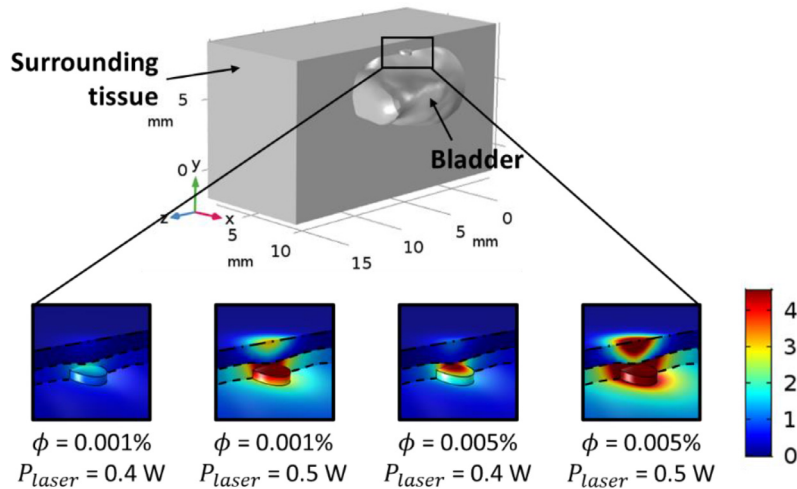 Surrounding
tissue
5
mm
Bladder
0
y
z
x
5
10
mm
15
10
5
mm
0
4
3
2
1
0
ϕ = 0.001%
ϕ = 0.001%
ϕ = 0.005%
ϕ = 0.005%
P_laser = 0.4 W
P_laser = 0.5 W
P_laser = 0.4 W
P_laser = 0.5 W